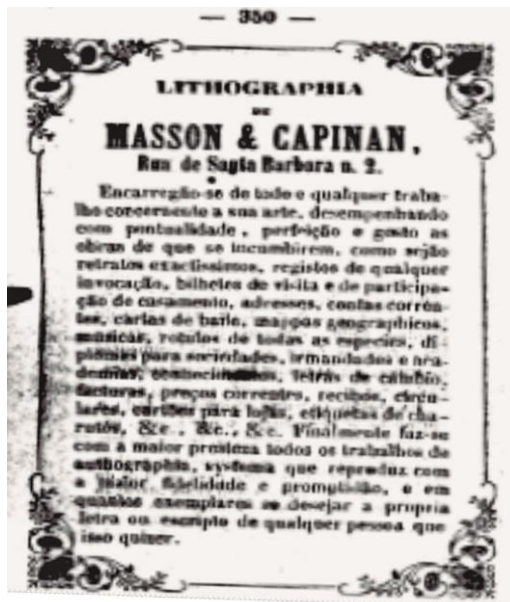 — 350 —
LITHOGRAPHIA
DE
MASSON & CAPINAN,
Rua de Santa Barbora n. 2.
Encarregão-se de todo e qualquer traba-
lho concernente a sua arte, desempenhando
com pontualidade, perfeição e gosto as
obras de que se incumbirem, como sejão
retratos exactissimos, registos de qualquer
invocação, bilhetes de visita e de participa-
ção de casamento, adresses, contas corren-
tes, cartas de baile, mappas geographicos,
musicas, rotulos de todas as especies, di-
plomas para sociedades, irmandades e aca-
demias, conhecimentos, letras de cambio,
facturas, preços correntes, recibos, circu-
lares, cartões para lojas, etiquetas de cha-
rutos, &c., &c., &c. Finalmente faz-se
com a maior presteza todos os trabalhos de
authographia, systema que reproduz com
a maior fidelidade e promptidão, e em
quantos exemplares se desejar a propria
letra ou escripto de qualquer pessoa que
isso quizer.